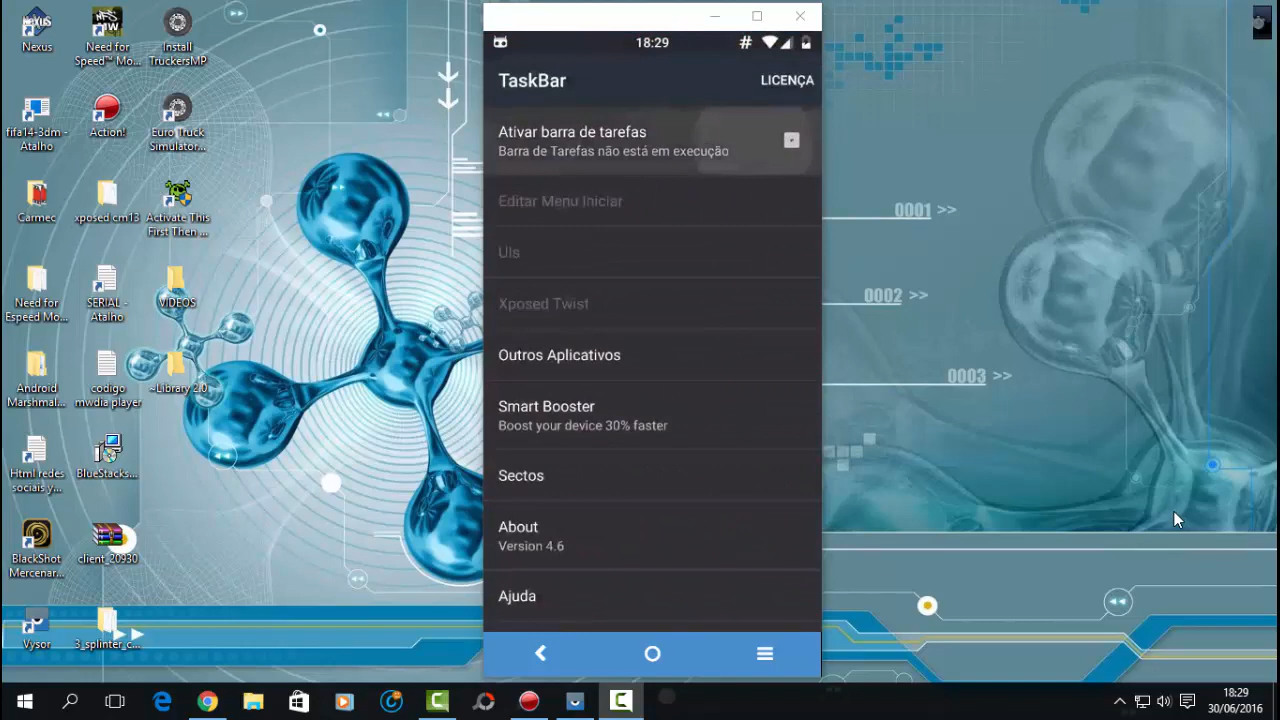 Nexus
Need for
Speed™ Mo...
Install
TruckersMP
fifa14-3dm -
Atalho
Action!
Euro Truck
Simulator...
Carmec
xposed cm13
Activate This
First Then ...
Need for
Espeed Mo...
SERIAL -
Atalho
VIDEOS
Android
Marshmal...
codigo
mwdia player
~Library 2.0
Html redes
sociais y...
BlueStacks...
BlackShot
Mercenar...
client_20930
Vysor
3_splinter_c...
18:29
TaskBar
LICENÇA
Ativar barra de tarefas
Barra de Tarefas não está em execução
Editar Menu Iniciar
UIs
Xposed Twist
Outros Aplicativos
Smart Booster
Boost your device 30% faster
Sectos
About
Version 4.6
Ajuda
0001 >>
0002 >>
0003 >>
18:29
30/06/2016